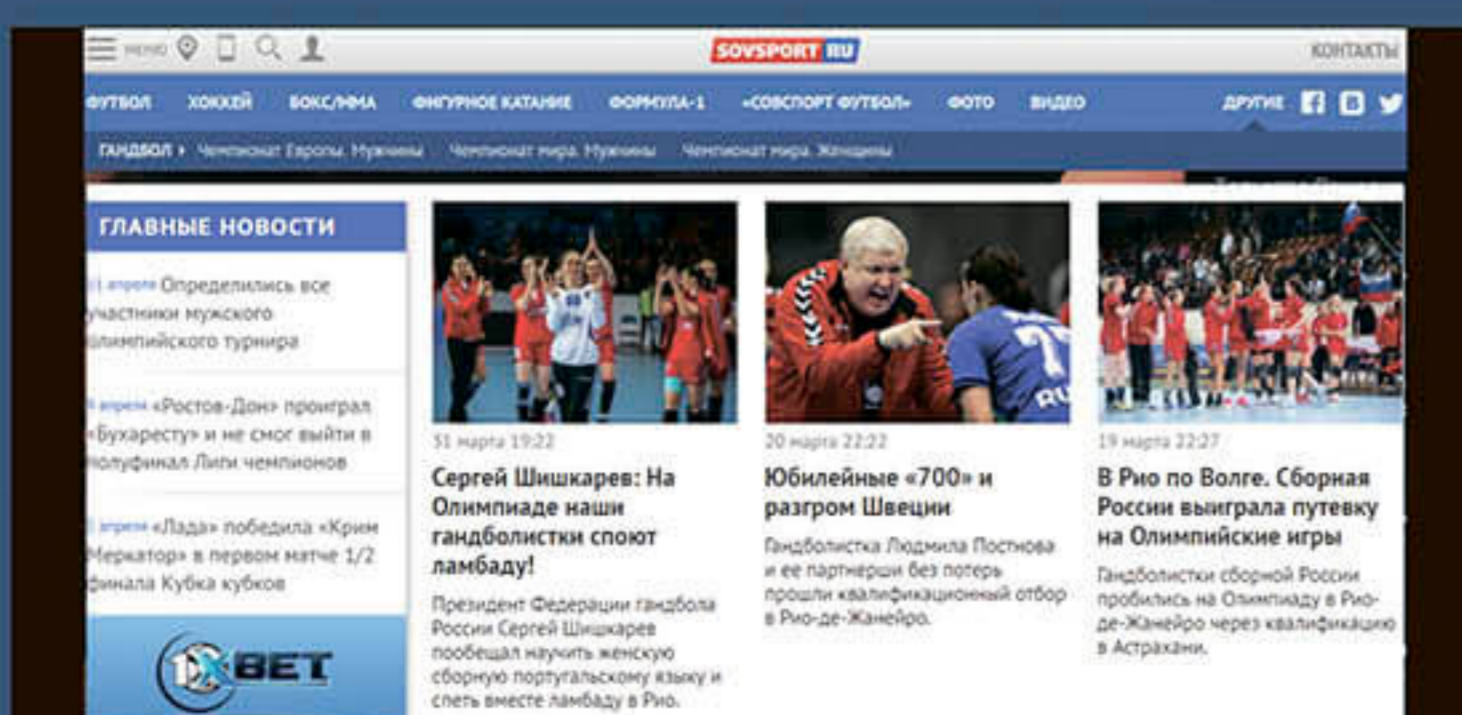 МЕНЮ
SOVSPORT RU
КОНТАКТЫ
ФУТБОЛ ХОККЕЙ БОКС/ММА ФИГУРНОЕ КАТАНИЕ ФОРМУЛА-1 «СОВСПОРТ ФУТБОЛ» ФОТО ВИДЕО ДРУГИЕ
ГАНДБОЛ Чемпионат Европы. Мужчины Чемпионат мира. Мужчины Чемпионат мира. Женщины
ГЛАВНЫЕ НОВОСТИ
апреля Определились все
участники мужского
олимпийского турнира
апреля «Ростов-Дон» проиграл
«Бухаресту» и не смог выйти в
полуфинал Лиги чемпионов
апреля «Лада» победила «Крим
Меркатор» в первом матче 1/2
финала Кубка кубков
1XBET
31 марта 19:22
Сергей Шишкарев: На
Олимпиаде наши
гандболистки споют
ламбаду!
Президент Федерации гандбола
России Сергей Шишкарев
пообещал научить женскую
сборную португальскому языку и
спеть вместе ламбаду в Рио.
77
RU
20 марта 22:22
Юбилейные «700» и
разгром Швеции
Гандболистка Людмила Постнова
и ее партнерши без потерь
прошли квалификационный отбор
в Рио-де-Жанейро.
19 марта 22:27
В Рио по Волге. Сборная
России выиграла путевку
на Олимпийские игры
Гандболистки сборной России
пробились на Олимпиаду в Рио-
де-Жанейро через квалификацию
в Астрахани.